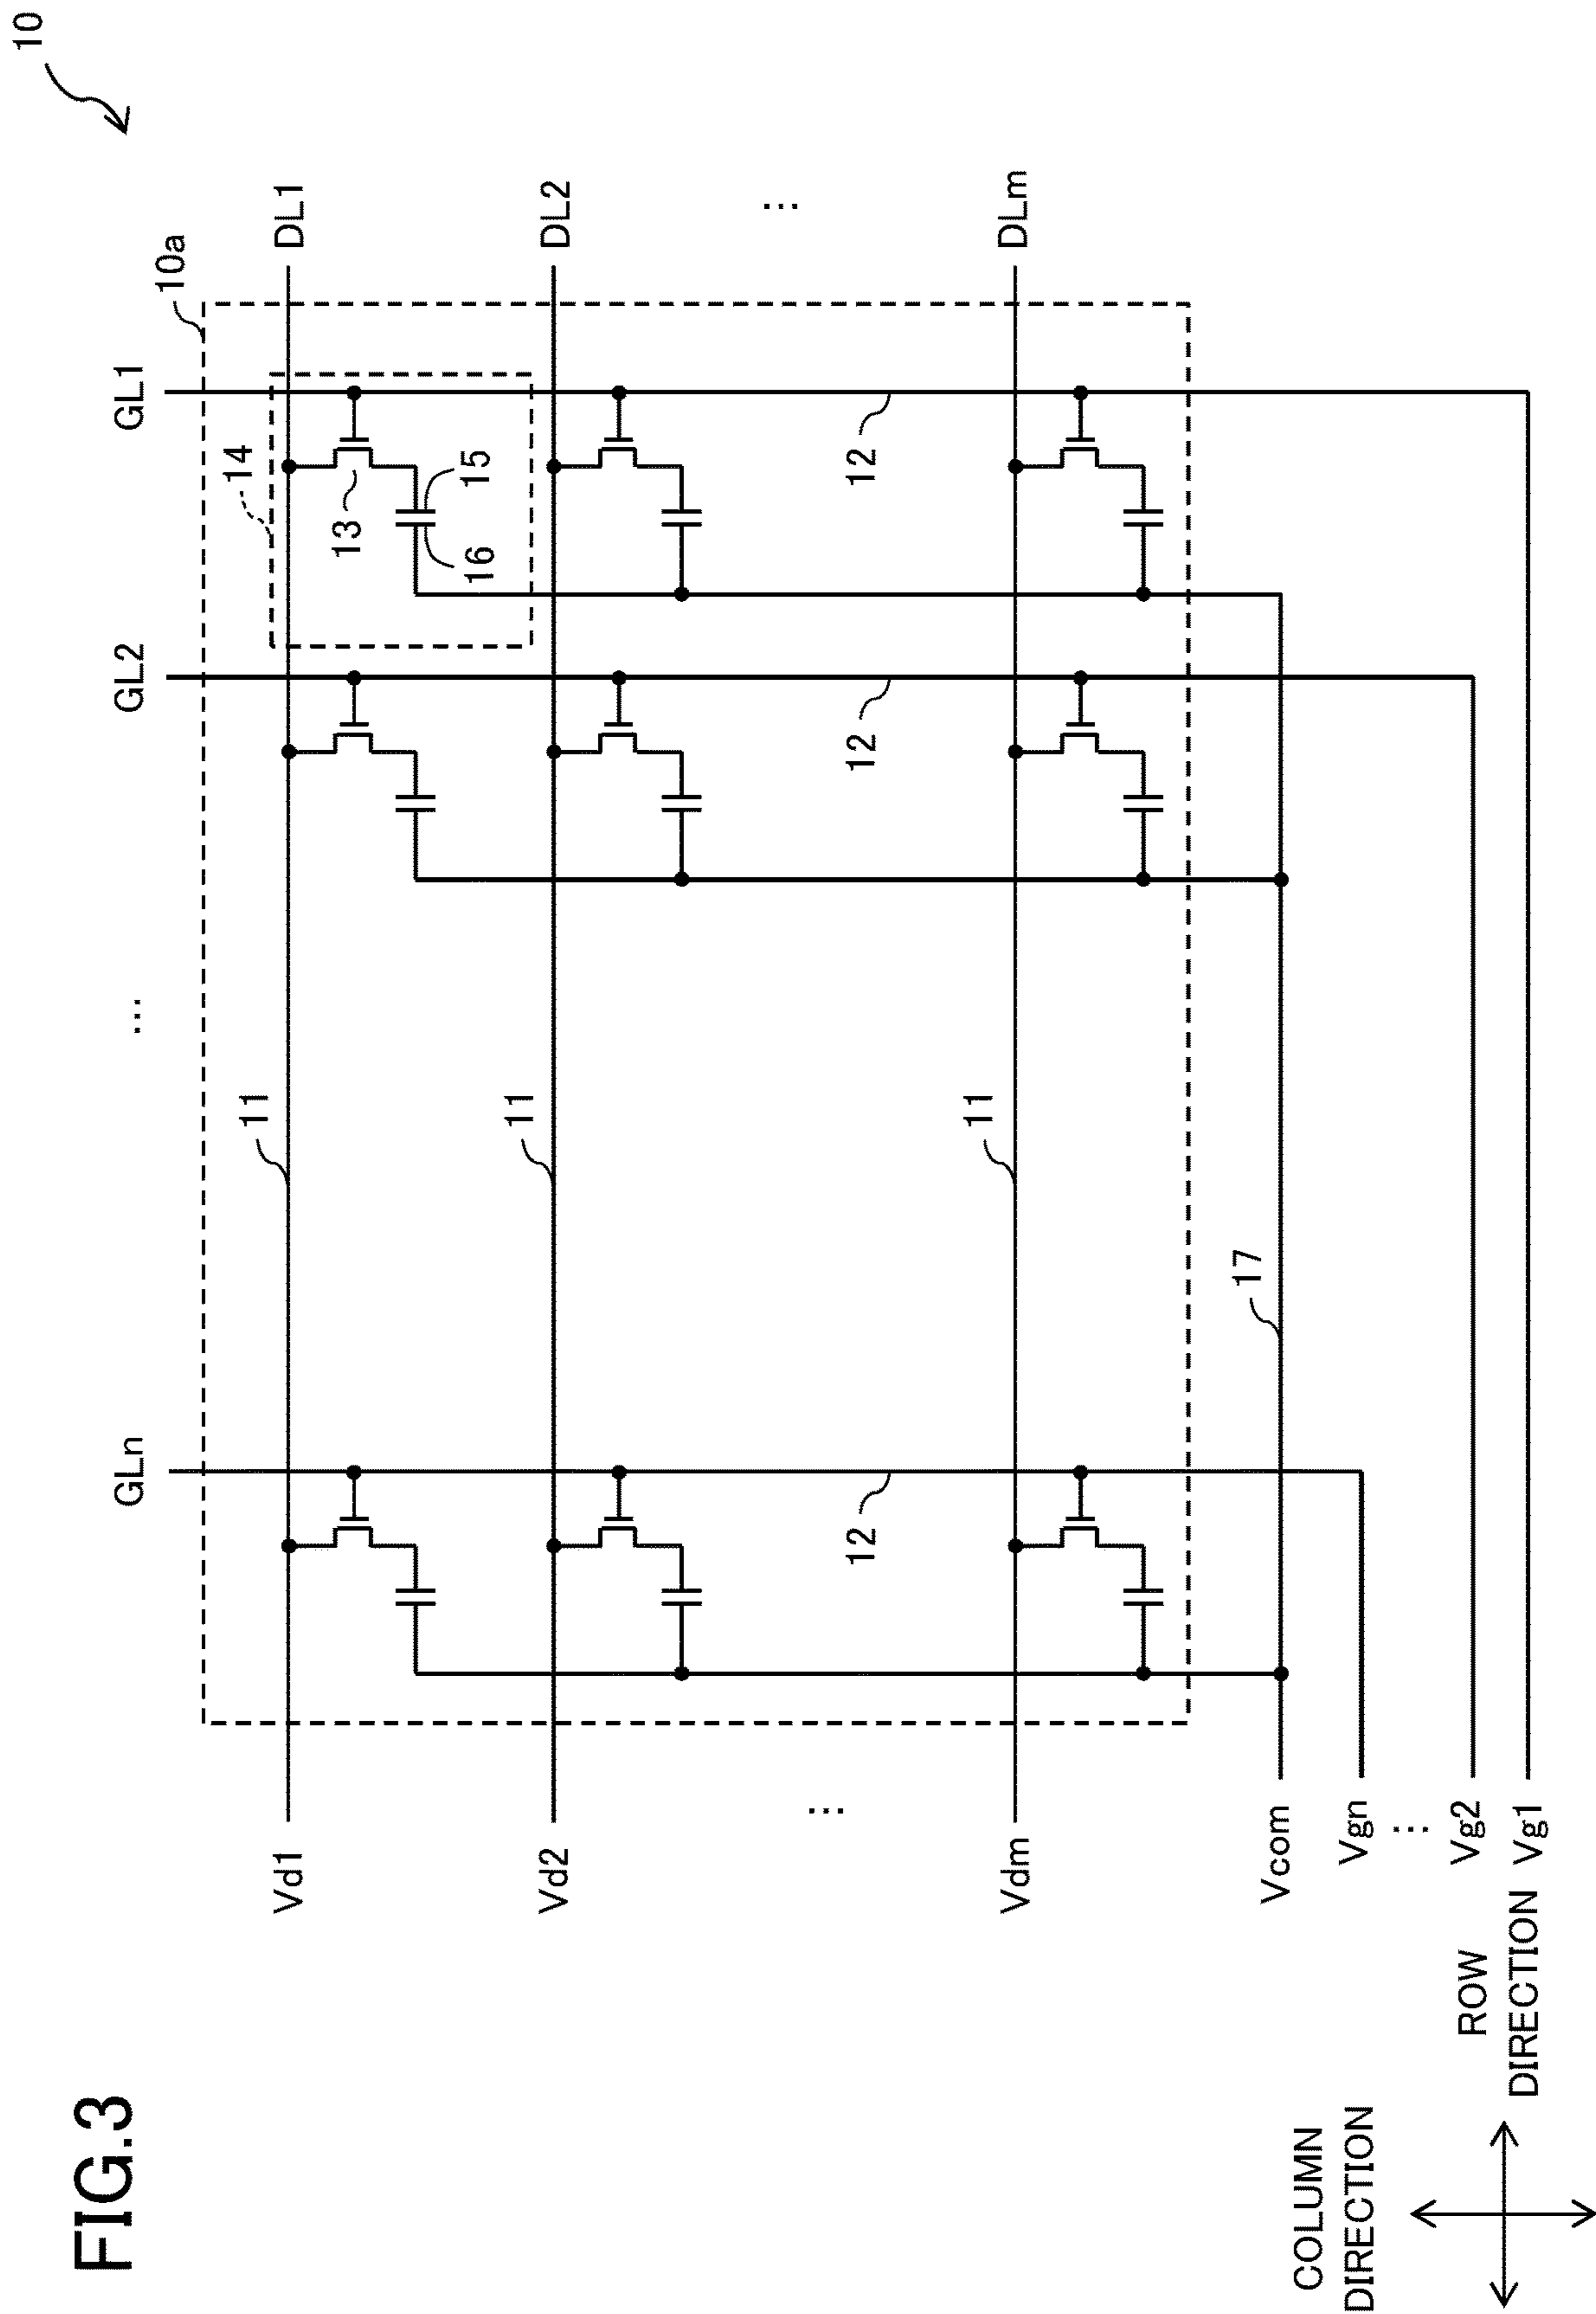 FIG.3
10
GLn
…
GL2
GL1
10a
14
11
Vd1
DL1
13
16
15
11
Vd2
DL2
…
…
12
12
12
11
Vdm
DLm
17
Vcom
Vgn
…
Vg2
Vg1
COLUMN
DIRECTION
ROW
DIRECTION